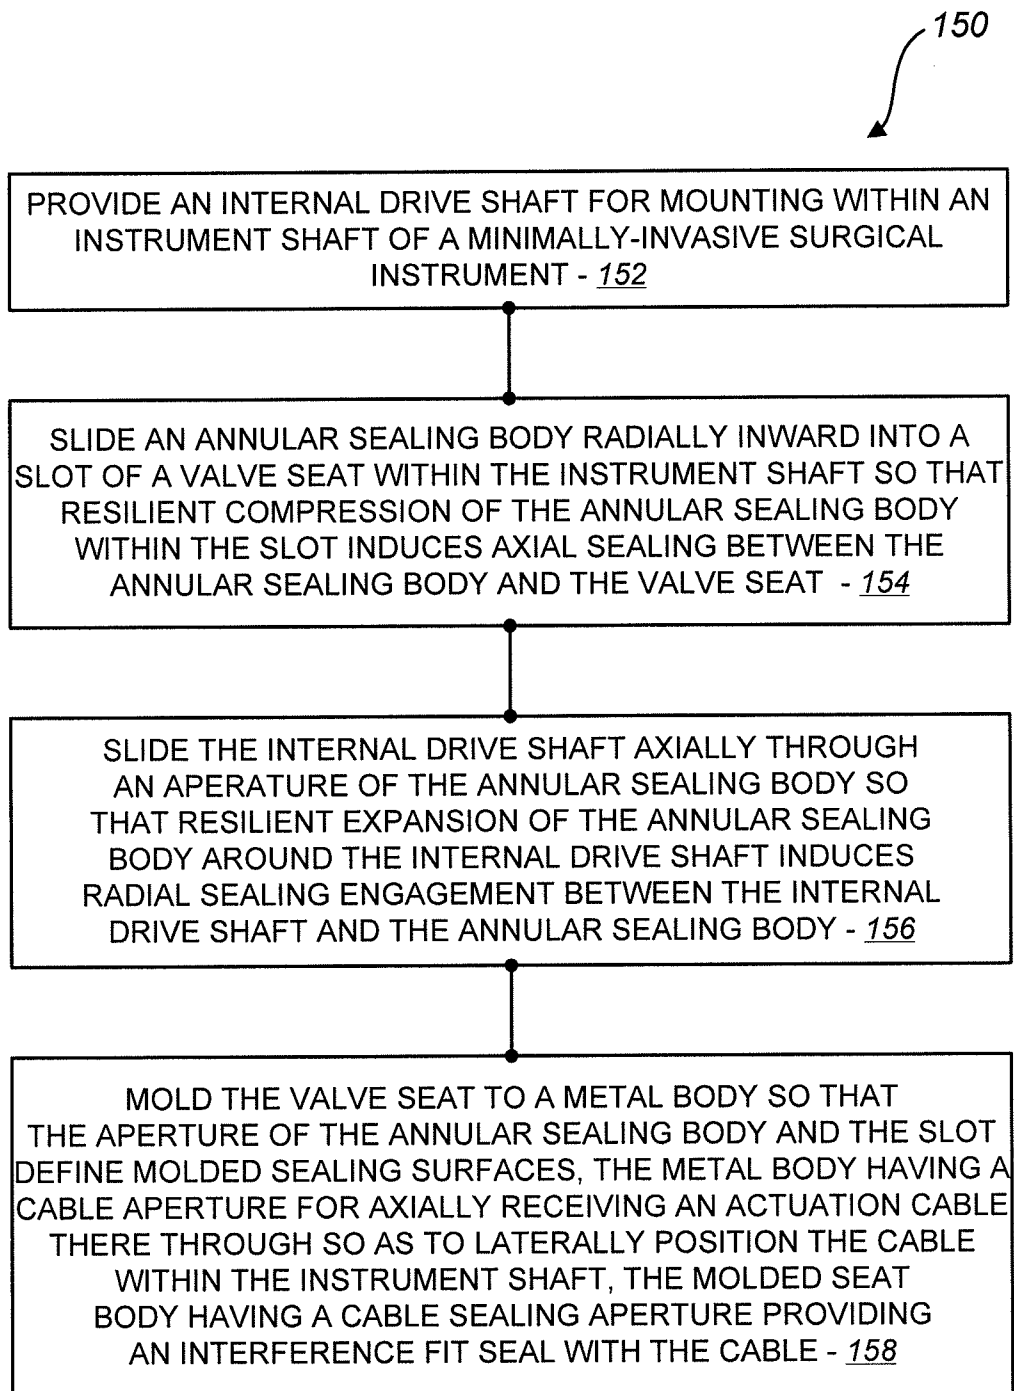 150
PROVIDE AN INTERNAL DRIVE SHAFT FOR MOUNTING WITHIN AN
INSTRUMENT SHAFT OF A MINIMALLY-INVASIVE SURGICAL
INSTRUMENT - 152
SLIDE AN ANNULAR SEALING BODY RADIALLY INWARD INTO A
SLOT OF A VALVE SEAT WITHIN THE INSTRUMENT SHAFT SO THAT
RESILIENT COMPRESSION OF THE ANNULAR SEALING BODY
WITHIN THE SLOT INDUCES AXIAL SEALING BETWEEN THE
ANNULAR SEALING BODY AND THE VALVE SEAT - 154
SLIDE THE INTERNAL DRIVE SHAFT AXIALLY THROUGH
AN APERATURE OF THE ANNULAR SEALING BODY SO
THAT RESILIENT EXPANSION OF THE ANNULAR SEALING
BODY AROUND THE INTERNAL DRIVE SHAFT INDUCES
RADIAL SEALING ENGAGEMENT BETWEEN THE INTERNAL
DRIVE SHAFT AND THE ANNULAR SEALING BODY - 156
MOLD THE VALVE SEAT TO A METAL BODY SO THAT
THE APERTURE OF THE ANNULAR SEALING BODY AND THE SLOT
DEFINE MOLDED SEALING SURFACES, THE METAL BODY HAVING A
CABLE APERTURE FOR AXIALLY RECEIVING AN ACTUATION CABLE
THERE THROUGH SO AS TO LATERALLY POSITION THE CABLE
WITHIN THE INSTRUMENT SHAFT, THE MOLDED SEAT
BODY HAVING A CABLE SEALING APERTURE PROVIDING
AN INTERFERENCE FIT SEAL WITH THE CABLE - 158